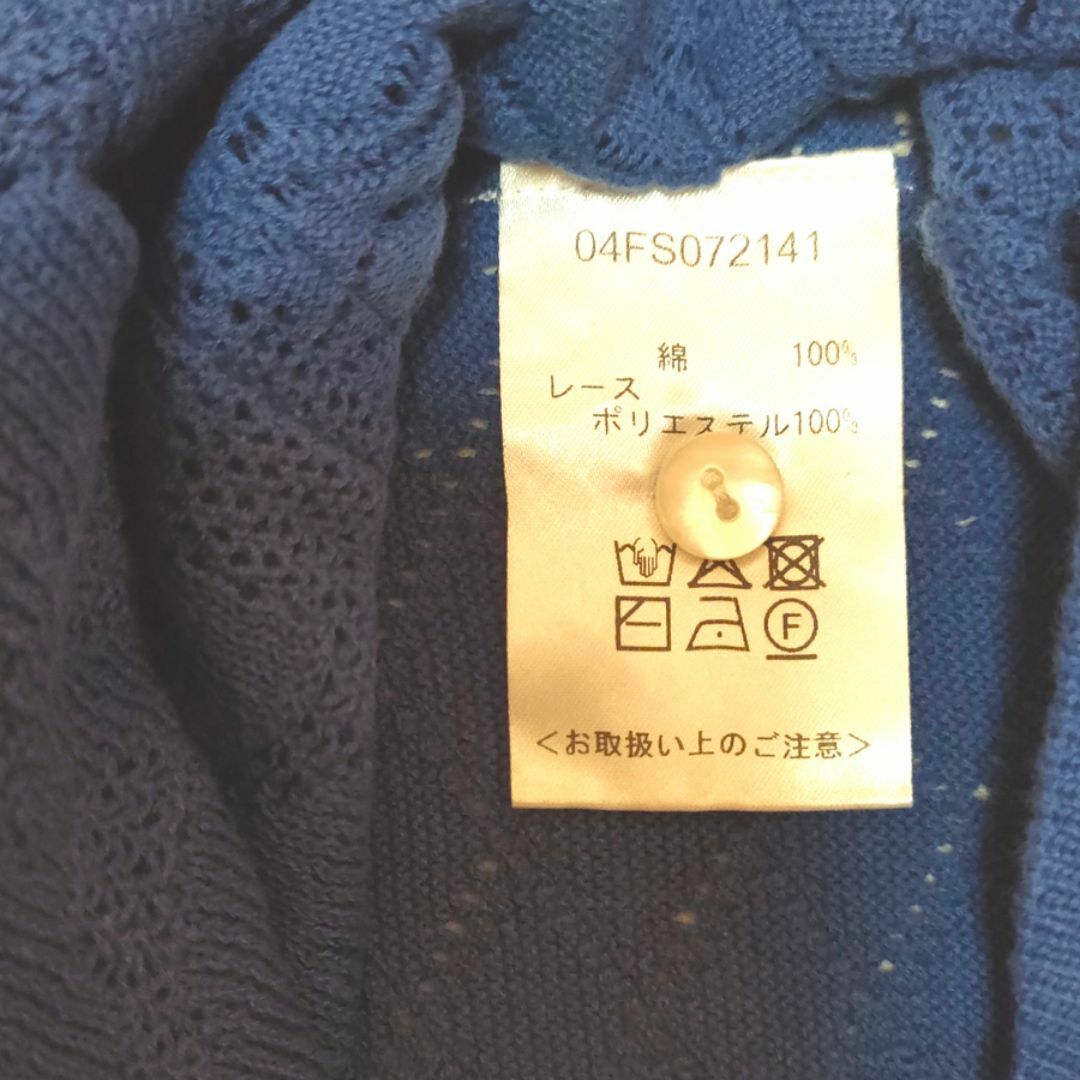 04FS072141
綿 100%
レース
ポリエステル100%
F
＜お取扱い上のご注意＞